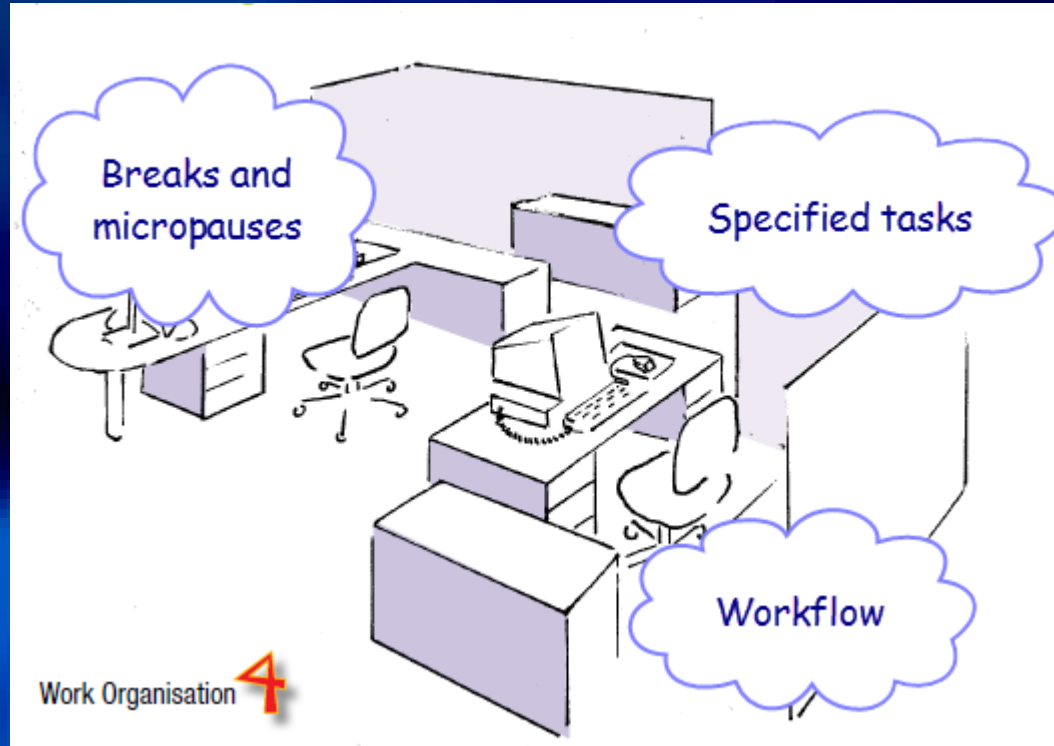 Breaks and
micropauses
Specified tasks
Workflow
Work Organisation 4